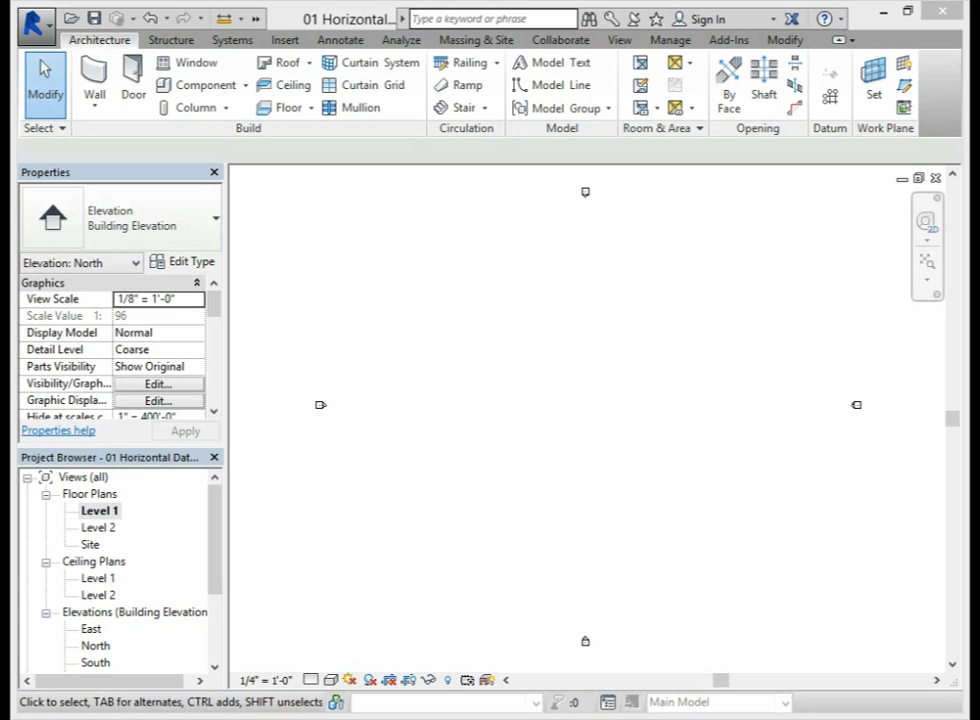 01 Horizontal...
Type a keyword or phrase
Sign In
?
Architecture Structure Systems Insert Annotate Analyze Massing & Site Collaborate View Manage Add-Ins Modify
Modify
Wall
Door
Window
Component
Column
Roof
Ceiling
Floor
Curtain System
Curtain Grid
Mullion
Railing
Ramp
Stair
Model Text
Model Line
Model Group
By
Face
Shaft
Set
Select Build Circulation Model Room & Area Opening Datum Work Plane
Properties
Elevation
Building Elevation
Elevation: North Edit Type
Graphics
View Scale 1/8" = 1'-0"
Scale Value 1: 96
Display Model Normal
Detail Level Coarse
Parts Visibility Show Original
Visibility/Graph... Edit...
Graphic Displa... Edit...
Hide at scales c... 1" = 400'-0"
Properties help Apply
Project Browser - 01 Horizontal Dat...
Views (all)
Floor Plans
Level 1
Level 2
Site
Ceiling Plans
Level 1
Level 2
Elevations (Building Elevation
East
North
South
2D
1/4" = 1'-0"
Click to select, TAB for alternates, CTRL adds, SHIFT unselects
:0
Main Model